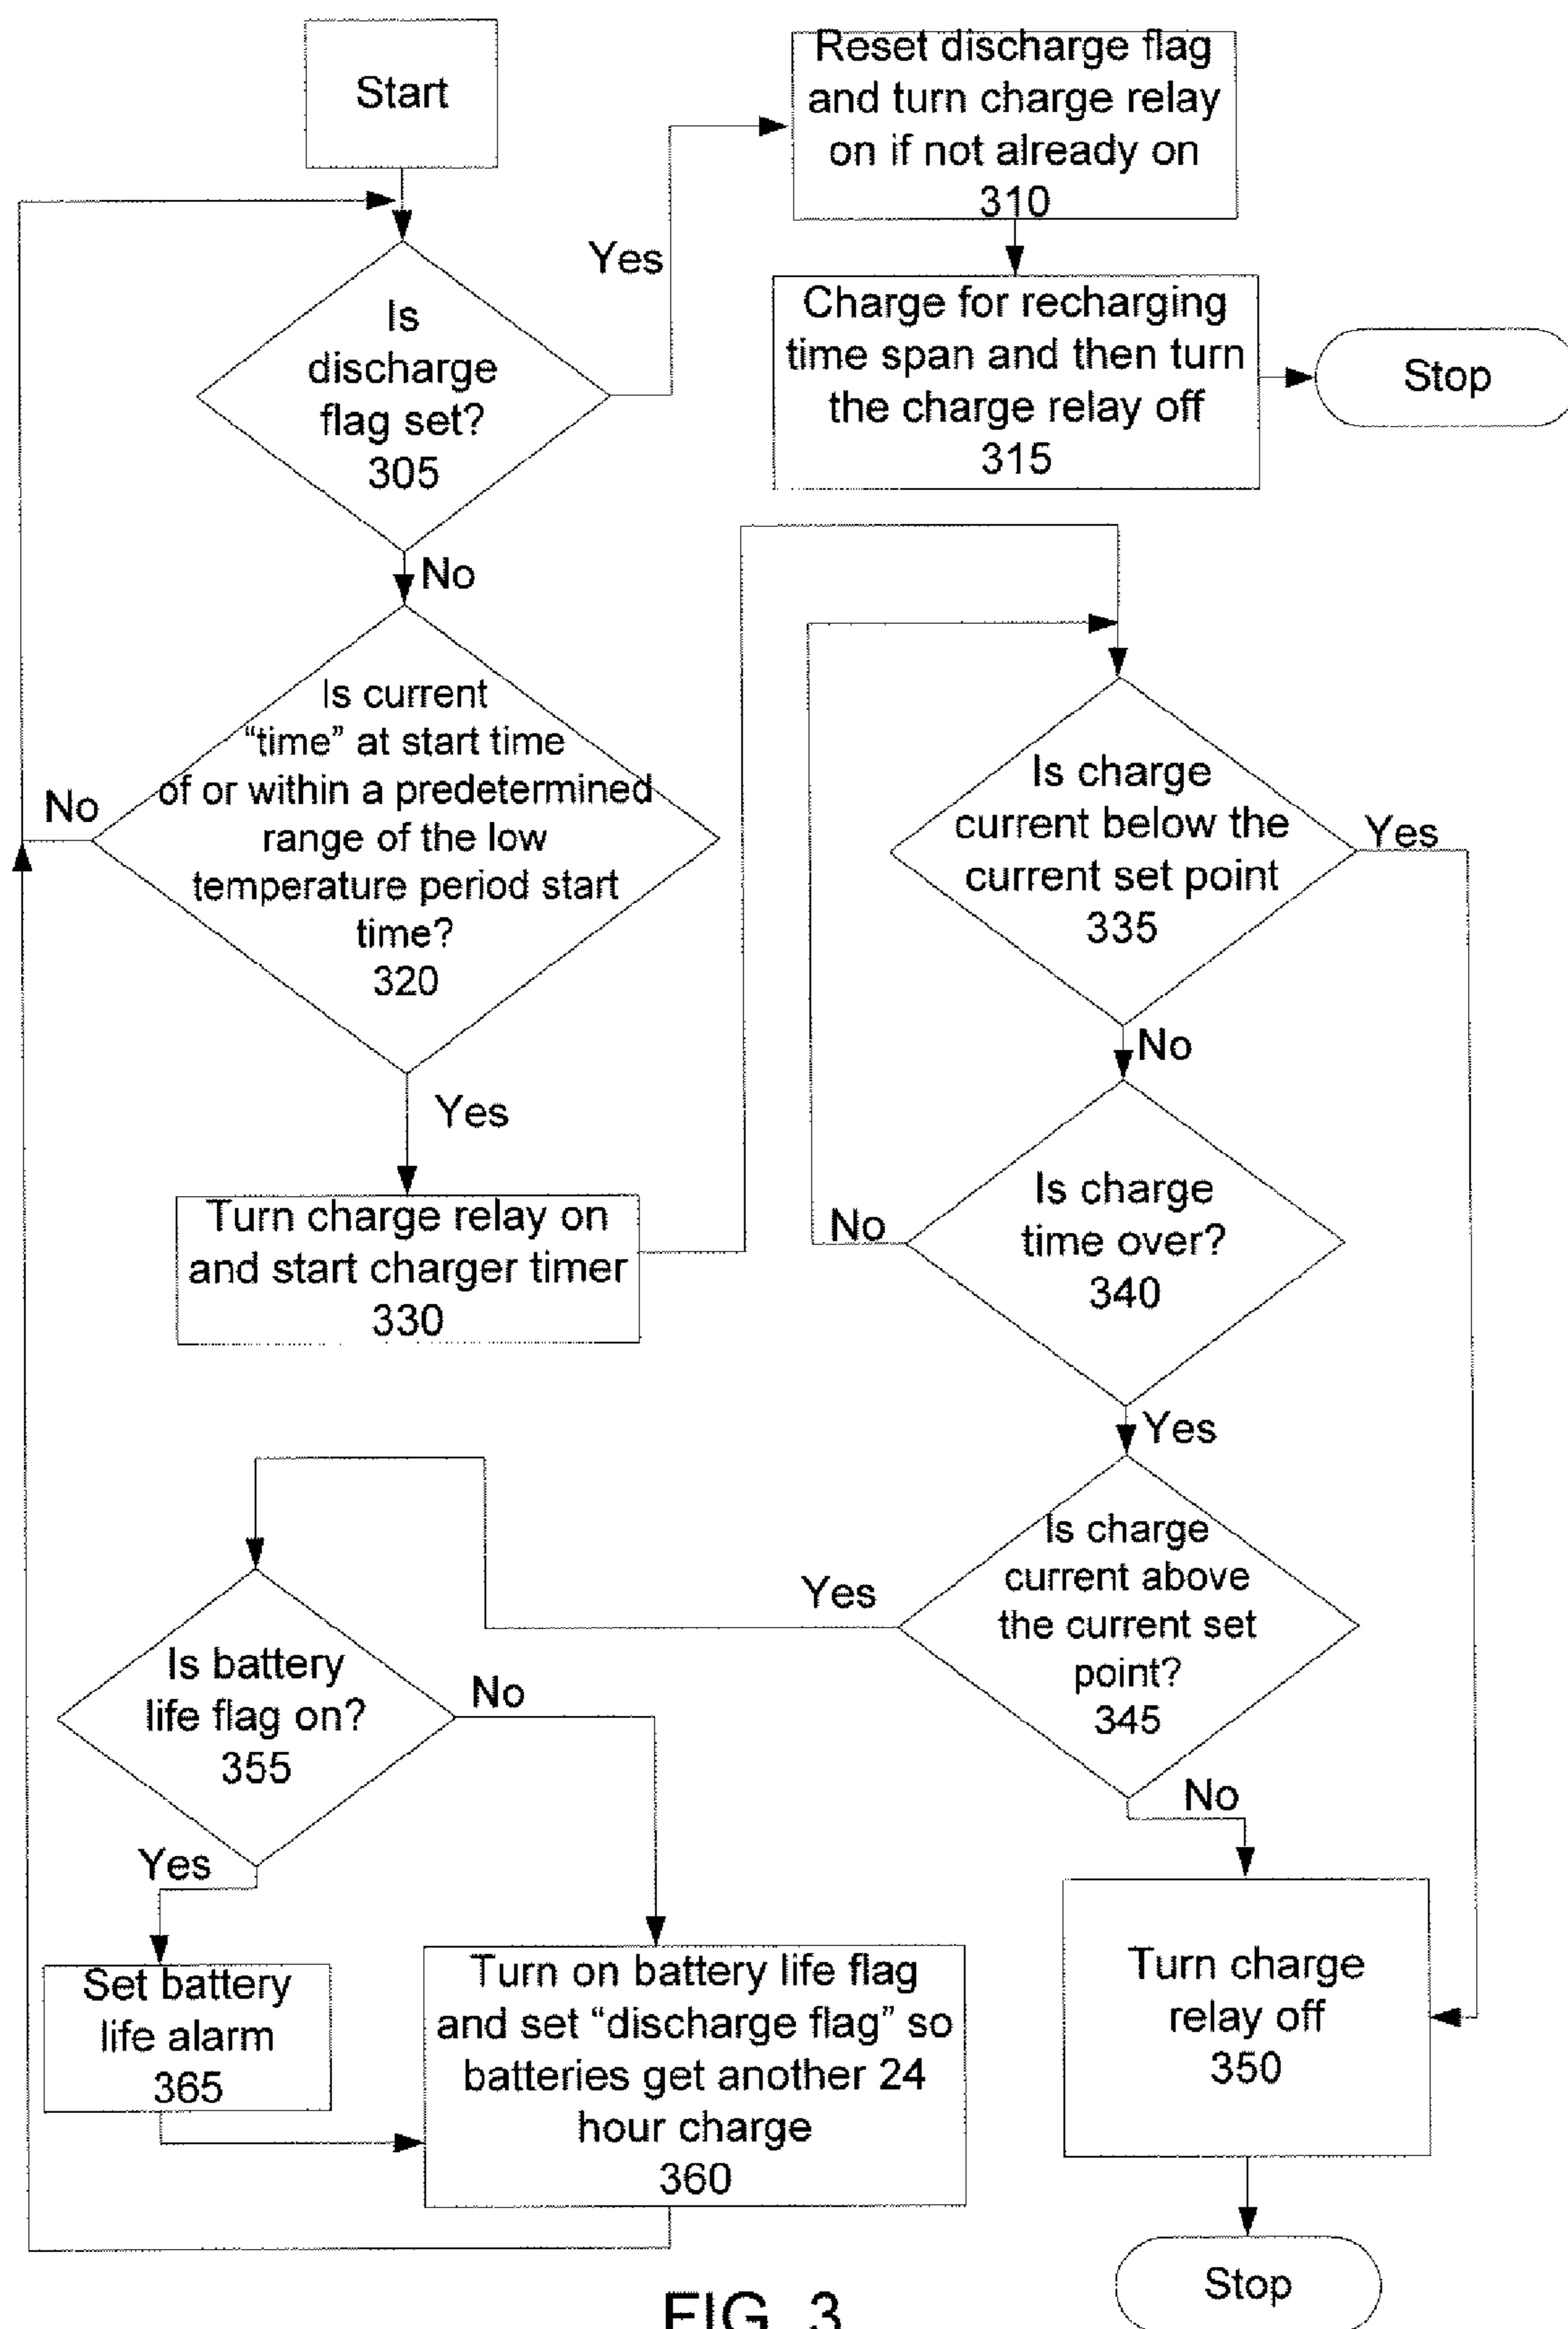 Start
Reset discharge flag
and turn charge relay
on if not already on
310
Yes
Is
discharge
flag set?
305
Charge for recharging
time span and then turn
the charge relay off
315
Stop
No
Is current
“time” at start time
of or within a predetermined
range of the low
temperature period start
time?
320
No
Yes
Turn charge relay on
and start charger timer
330
Is charge
current below the
current set point
335
Yes
No
Is charge
time over?
340
No
Yes
Is charge
current above
the current set
point?
345
Yes
No
Is battery
life flag on?
355
No
Yes
Set battery
life alarm
365
Turn on battery life flag
and set “discharge flag” so
batteries get another 24
hour charge
360
Turn charge
relay off
350
Stop
FIG. 3